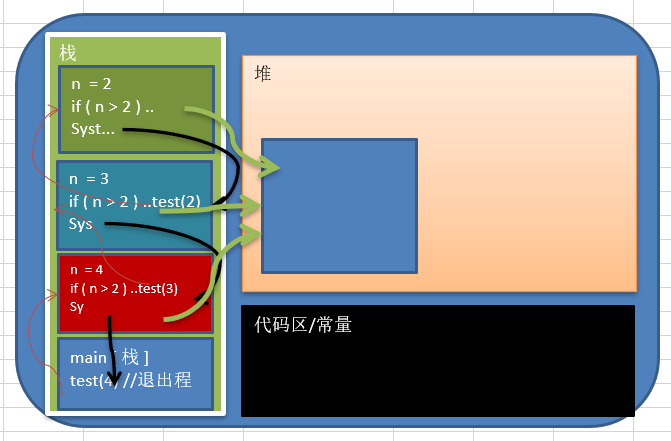 栈
n = 2
if ( n > 2 ) ..
Syst...
n = 3
if ( n > 2 ) ..test(2)
Sys
n = 4
if ( n > 2 ) ..test(3)
Sy
main [ 栈 ]
test(4) //退出程
堆
代码区/常量